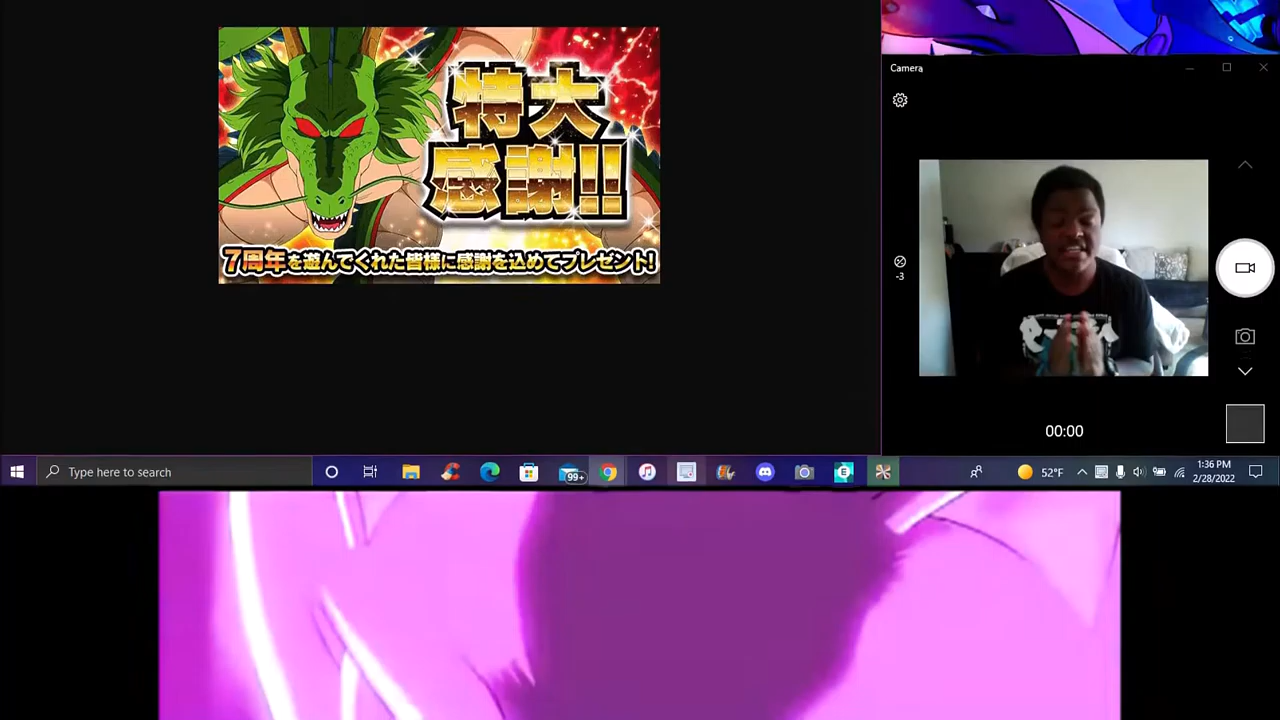 特大
感謝!!
7周年を遊んでくれた皆様に感謝を込めてプレゼント!
Camera
-3
00:00
Type here to search
99+
52°F
1:36 PM
2/28/2022